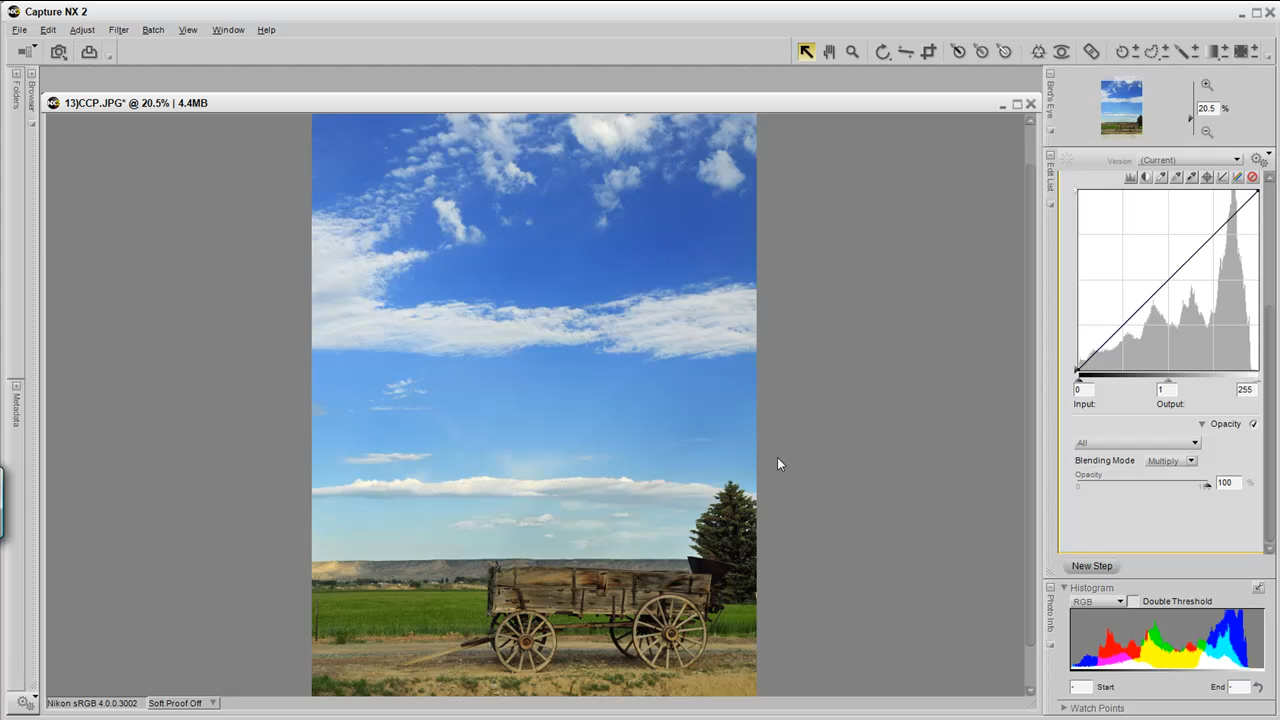 Capture NX 2
File Edit Adjust Filter Batch View Window Help
13)CCP.JPG* @ 20.5% | 4.4MB
Folders
Browser
Metadata
Bird's Eye
20.5 %
Edit List
Version (Current)
0 1 255
Input: Output:
Opacity
All
Blending Mode Multiply
Opacity
0 100 %
New Step
Photo Info
Histogram
RGB Double Threshold
- Start End -
Watch Points
Nikon sRGB 4.0.0.3002 Soft Proof Off